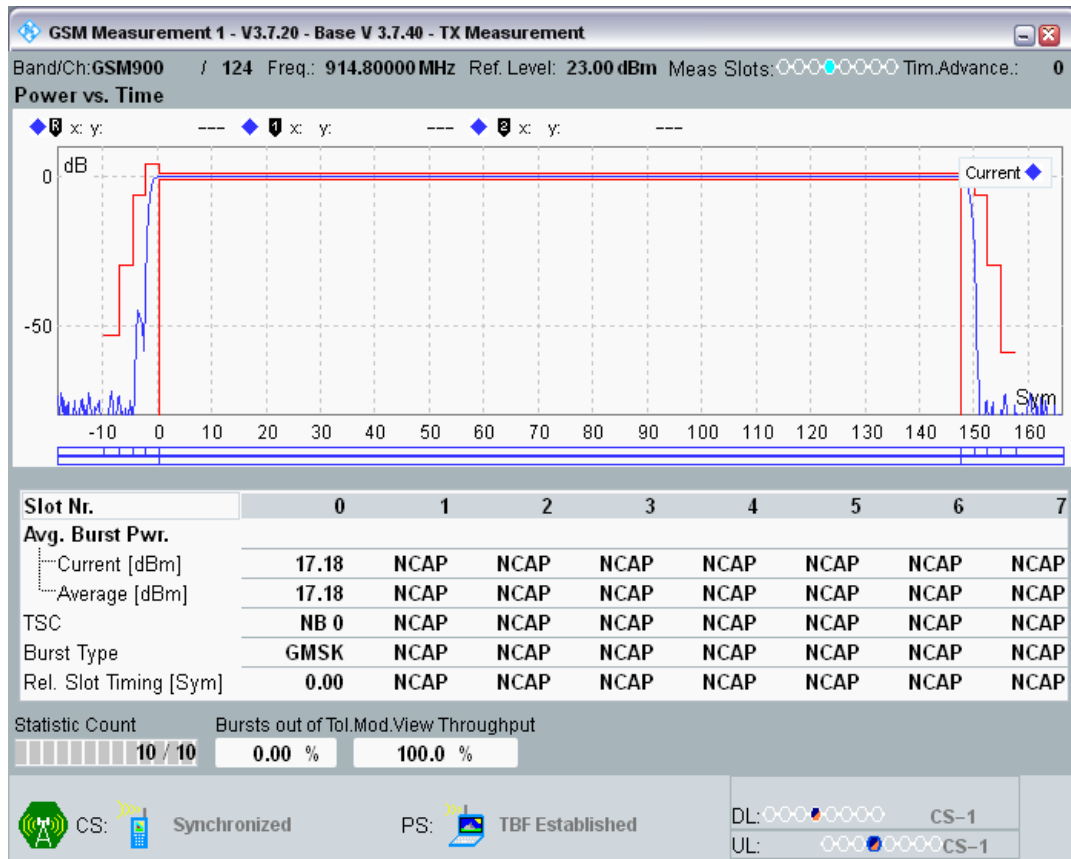 GSM Measurement 1 - V3.7.20 - Base V 3.7.40 - TX Measurement
Band/Ch:GSM900 / 124 Freq.: 914.80000 MHz Ref. Level: 23.00 dBm Meas Slots: Tim.Advance.: 0
Power vs. Time
R x: y: --- 1 x: y: --- 2 x: y: ---
dB
Current
0
-50
Sym
-10 0 10 20 30 40 50 60 70 80 90 100 110 120 130 140 150 160
Slot Nr. 0 1 2 3 4 5 6 7
Avg. Burst Pwr.
Current [dBm] 17.18 NCAP NCAP NCAP NCAP NCAP NCAP NCAP
Average [dBm] 17.18 NCAP NCAP NCAP NCAP NCAP NCAP NCAP
TSC NB 0 NCAP NCAP NCAP NCAP NCAP NCAP NCAP
Burst Type GMSK NCAP NCAP NCAP NCAP NCAP NCAP NCAP
Rel. Slot Timing [Sym] 0.00 NCAP NCAP NCAP NCAP NCAP NCAP NCAP
Statistic Count Bursts out of Tol. Mod.View Throughput
10 / 10 0.00 % 100.0 %
CS: Synchronized PS: TBF Established
DL: CS-1
UL: CS-1